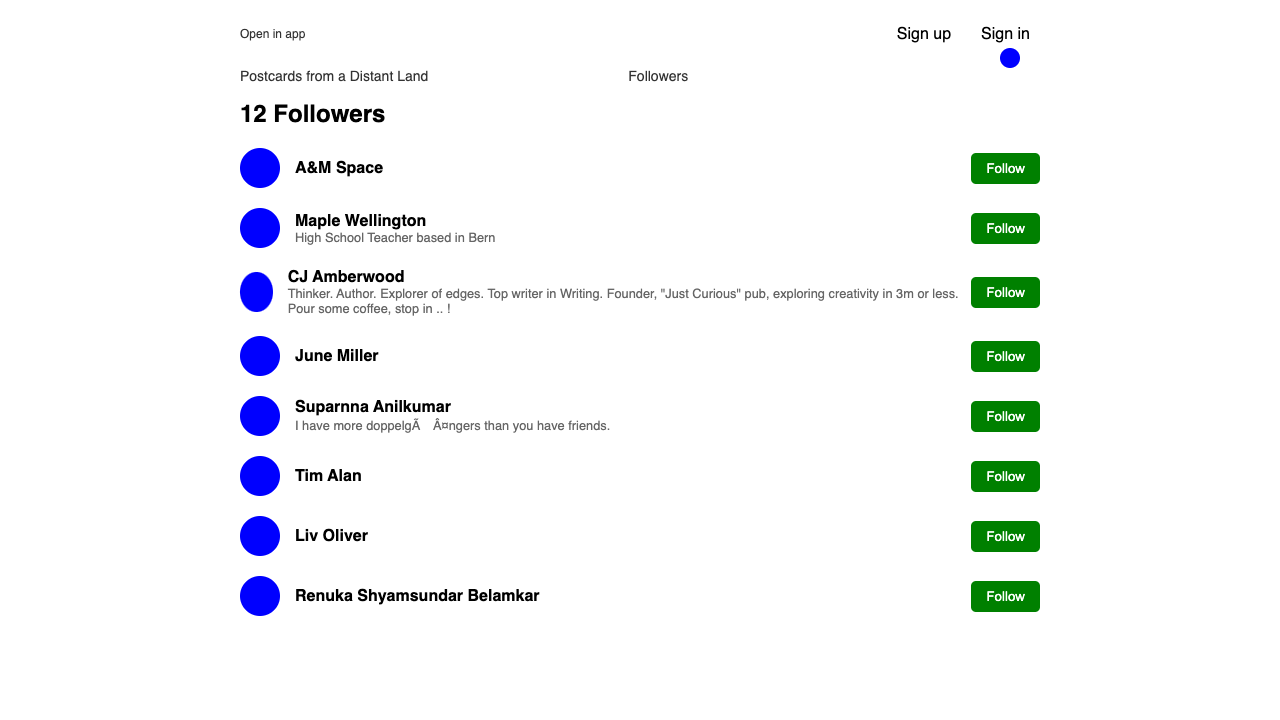 Open in app
Sign up
Sign in
Postcards from a Distant Land
Followers
12 Followers
A&M Space
Follow
Maple Wellington
High School Teacher based in Bern
Follow
CJ Amberwood
Thinker. Author. Explorer of edges. Top writer in Writing. Founder, "Just Curious" pub, exploring creativity in 3m or less.
Pour some coffee, stop in .. !
Follow
June Miller
Follow
Suparnna Anilkumar
I have more doppelgÃ Â¤ngers than you have friends.
Follow
Tim Alan
Follow
Liv Oliver
Follow
Renuka Shyamsundar Belamkar
Follow